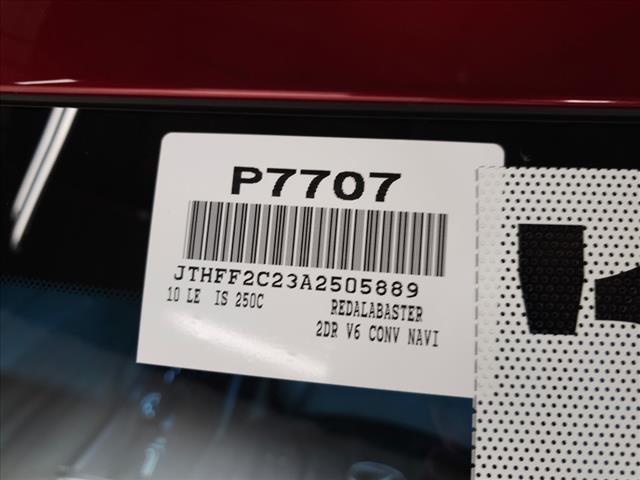 P7707
JTHFF2C23A2505889
10 LE IS 250C REDALABASTER
2DR V6 CONV NAVI